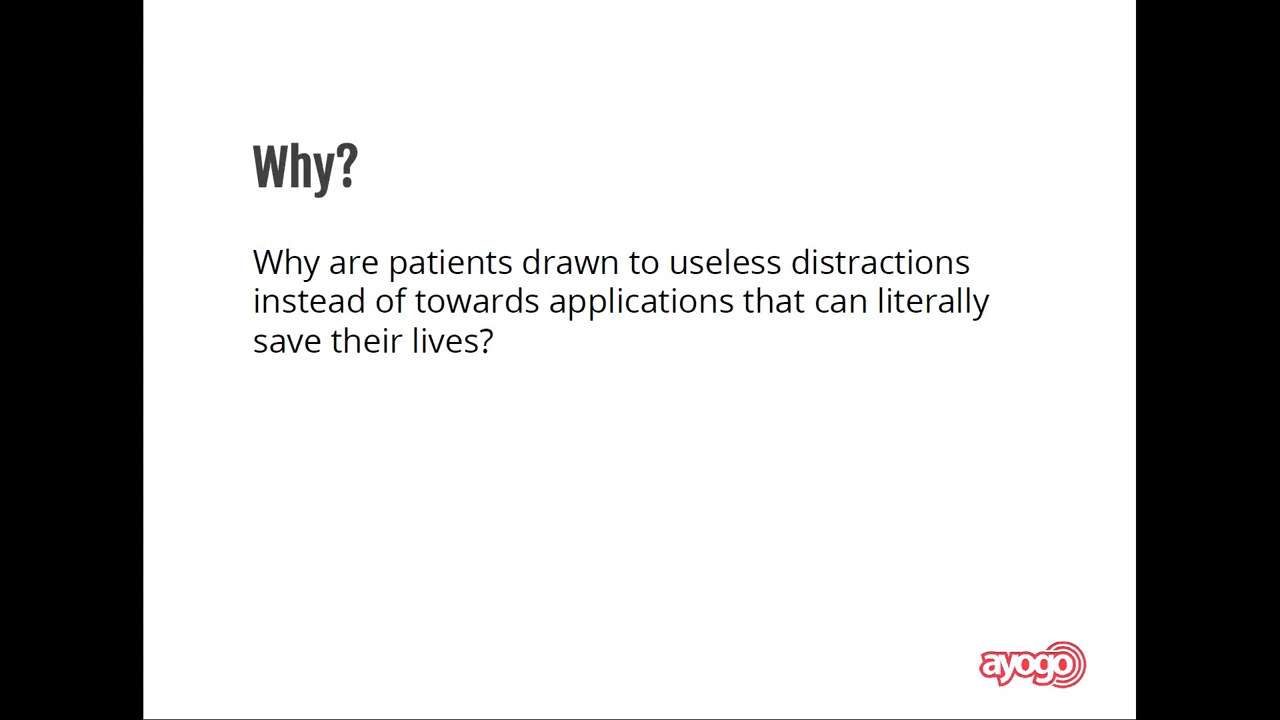 Why?
Why are patients drawn to useless distractions
instead of towards applications that can literally
save their lives?
ayogo